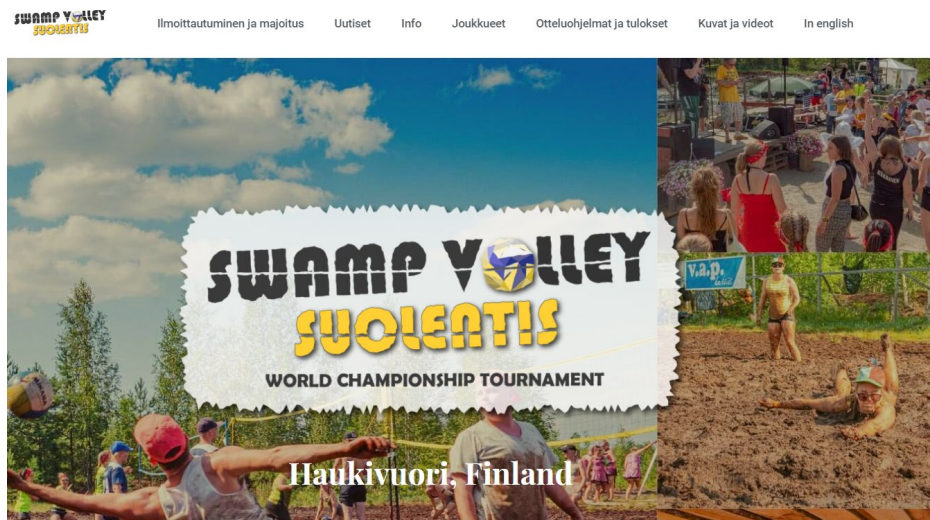 SWAMP VOLLEY
SUOLENTIS
Ilmoittautuminen ja majoitus
Uutiset
Info
Joukkueet
Otteluohjelmat ja tulokset
Kuvat ja videot
In english
SWAMP VOLLEY
SUOLENTIS
WORLD CHAMPIONSHIP TOURNAMENT
Haukivuori, Finland
v.a.p.